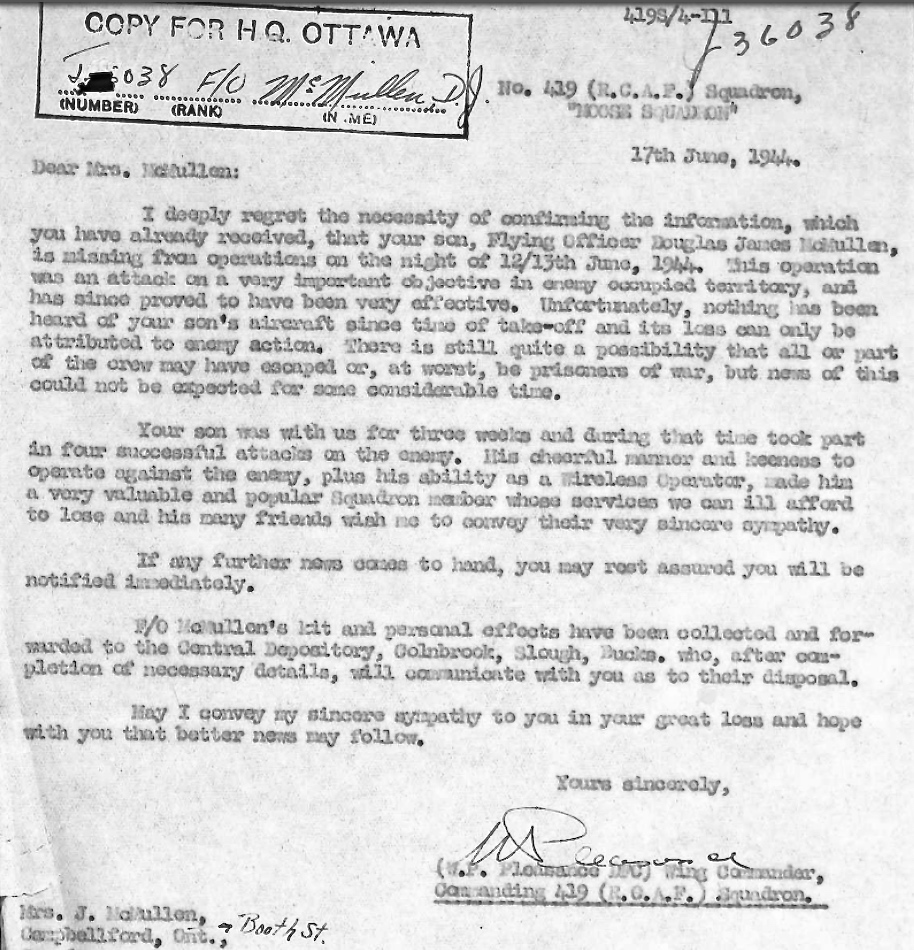 COPY FOR H.Q. OTTAWA
J 6038 F/O McMullen, D.J.
(NUMBER) (RANK) (N.ME)
419S/4-111
J 36038
No. 419 (R.C.A.F.) Squadron,
"MOOSE SQUADRON"
17th June, 1944.
Dear Mrs. McMullen:
I deeply regret the necessity of confirming the information, which
you have already received, that your son, Flying Officer Douglas James McMullen,
is missing from operations on the night of 12/13th June, 1944. This operation
was an attack on a very important objective in enemy occupied territory, and
has since proved to have been very effective. Unfortunately, nothing has been
heard of your son's aircraft since time of take-off and its loss can only be
attributed to enemy action. There is still quite a possibility that all or part
of the crew may have escaped or, at worst, be prisoners of war, but news of this
could not be expected for some considerable time.
Your son was with us for three weeks and during that time took part
in four successful attacks on the enemy. His cheerful manner and keeness to
operate against the enemy, plus his ability as a Wireless Operator, made him
a very valuable and popular Squadron member whose services we can ill afford
to lose and his many friends wish me to convey their very sincere sympathy.
If any further news comes to hand, you may rest assured you will be
notified immediately.
F/O McMullen's kit and personal effects have been collected and for-
warded to the Central Depository, Colnbrook, Slough, Bucks. who, after com-
pletion of necessary details, will communicate with you as to their disposal.
May I convey my sincere sympathy to you in your great loss and hope
with you that better news may follow.
Yours sincerely,
WPleasance
(W.P. Pleasance DFC) Wing Commander,
Commanding 419 (R.C.A.F.) Squadron.
Mrs. J. McMullen,
Campbellford, Ont., Booth St.